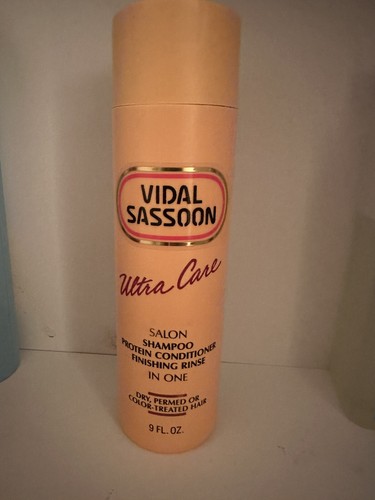 VIDAL
SASSOON
Ultra Care
SALON
SHAMPOO
PROTEIN CONDITIONER
FINISHING RINSE
IN ONE
DRY, PERMED OR
COLOR-TREATED HAIR
9 FL. OZ.